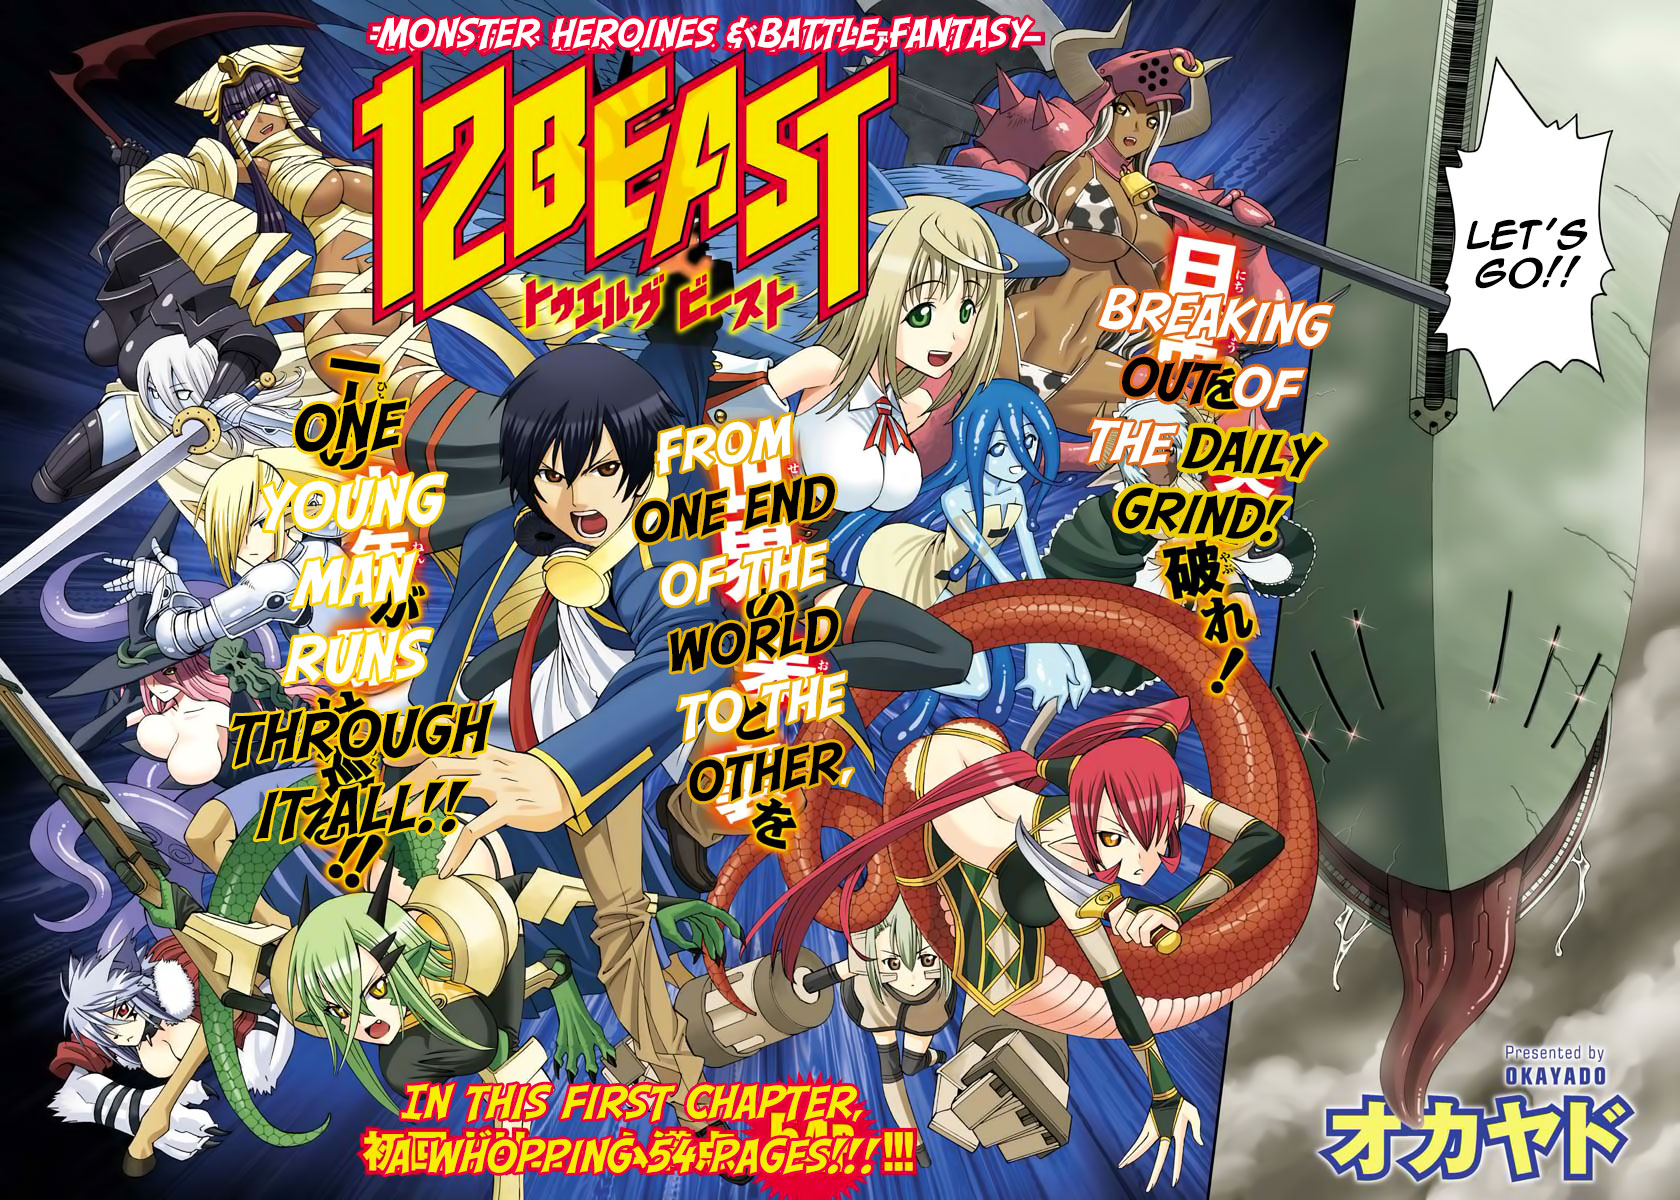 -MONSTER HEROINES & BATTLE FANTASY-
12BEAST
トゥエルヴ ビースト
LET'S
GO!!
BREAKING
OUT OF
THE DAILY
GRIND!
破れ!
やぶ
FROM
ONE END
OF THE
WORLD
TO THE
OTHER,
ONE
YOUNG
MAN
RUNS
THROUGH
IT ALL!!
IN THIS FIRST CHAPTER,
A WHOPPING 54 PAGES!!!
Presented by
OKAYADO
オカヤド